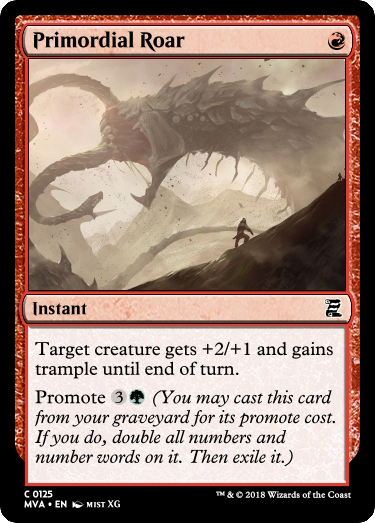 Primordial Roar
Instant
Target creature gets +2/+1 and gains
trample until end of turn.
Promote 3 (You may cast this card
from your graveyard for its promote cost.
If you do, double all numbers and
number words on it. Then exile it.)
C 0125
MVA • EN MIST XG
™ & © 2018 Wizards of the Coast